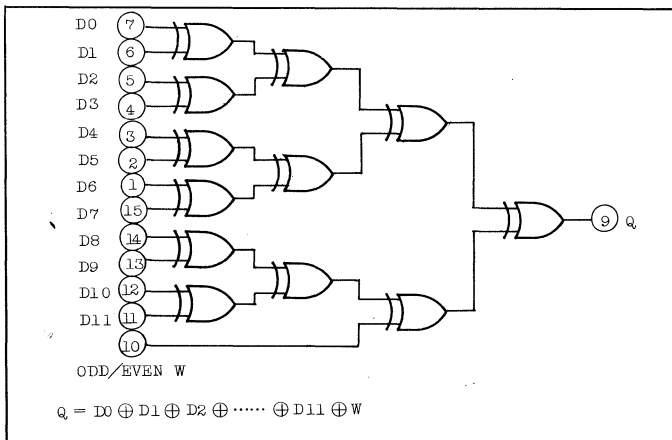 D0 7
D1 6
D2 5
D3 4
D4 3
D5 2
D6 1
D7 15
D8 14
D9 13
D10 12
D11 11
10
ODD/EVEN W
9 Q
Q = D0 ⊕ D1 ⊕ D2 ⊕ ······ ⊕ D11 ⊕ W